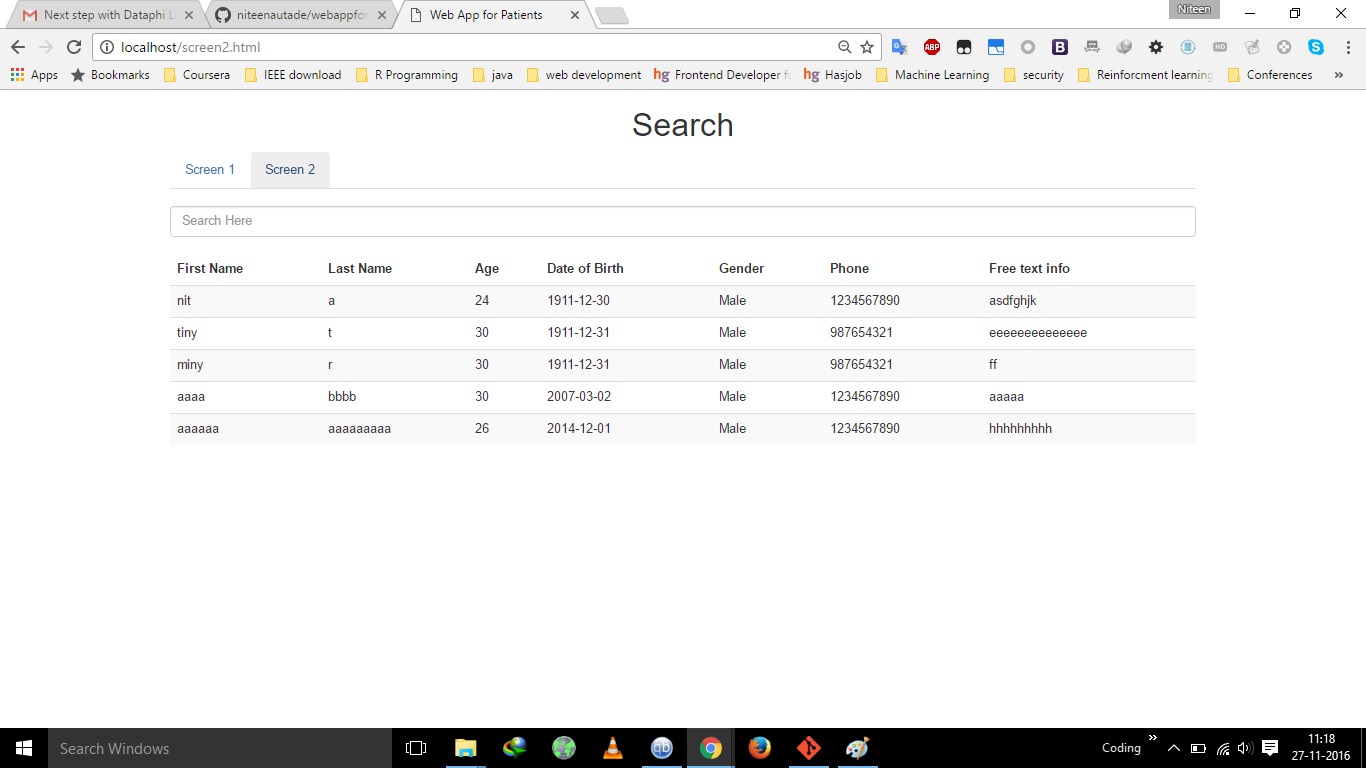 Next step with Dataphi L
niteenautade/webappfor
Web App for Patients
Niteen
localhost/screen2.html
ABP
B
HD
Apps
Bookmarks
Coursera
IEEE download
R Programming
java
web development
hg Frontend Developer f
hg Hasjob
Machine Learning
security
Reinforcment learning
Conferences
»
Search
Screen 1
Screen 2
Search Here
First Name Last Name Age Date of Birth Gender Phone Free text info
nit a 24 1911-12-30 Male 1234567890 asdfghjk
tiny t 30 1911-12-31 Male 987654321 eeeeeeeeeeeeee
miny r 30 1911-12-31 Male 987654321 ff
aaaa bbbb 30 2007-03-02 Male 1234567890 aaaaa
aaaaaa aaaaaaaaa 26 2014-12-01 Male 1234567890 hhhhhhhhh
Search Windows
qb
Coding
»
11:18
27-11-2016